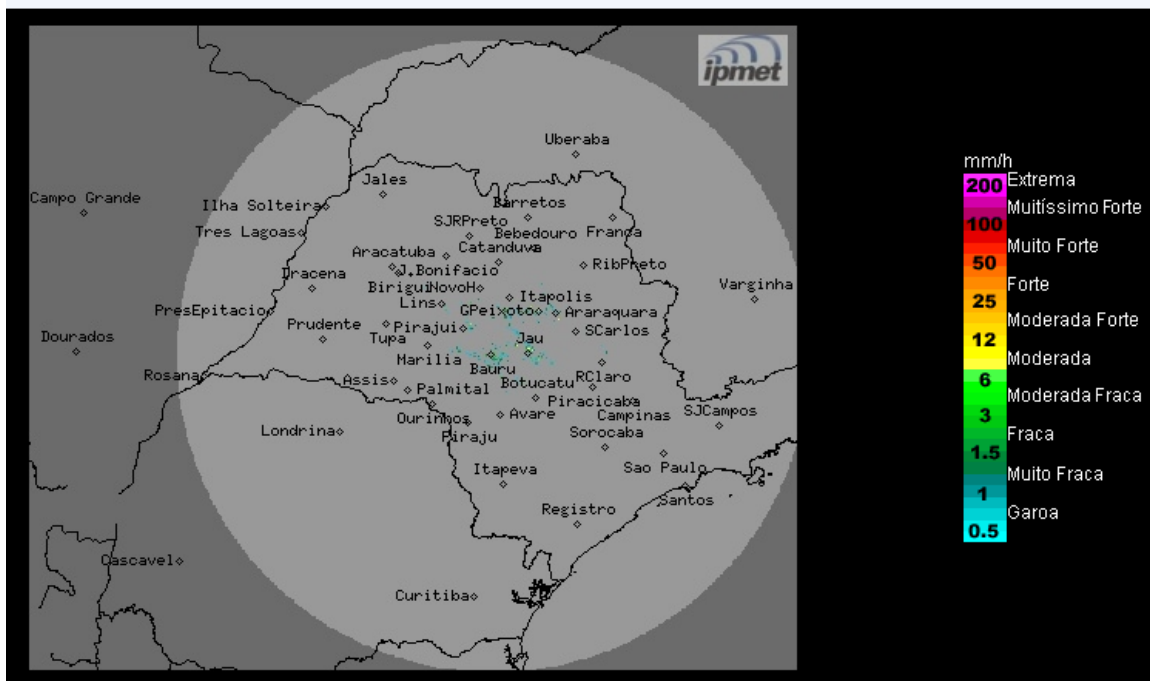 ipmet
Uberaba
Jales
Campo Grande
Ilha Solteira
Barretos
SJRPreto
Tres Lagoas
Bebedouro
Franca
Aracatuba
Catanduva
Dracena
J.Bonifacio
RibPreto
Birigui
NovoH
Itapolis
Varginha
Lins
PresEpitacio
GPeixoto
Araraquara
Prudente
Pirajui
SCarlos
Dourados
Tupa
Jau
Marilia
Bauru
Rosana
Assis
Botucatu
RClaro
Palmital
Piracicaba
Ourinhos
Avare
Campinas
SJCampos
Londrina
Piraju
Sorocaba
Itapeva
Sao Paulo
Santos
Registro
Cascavel
Curitiba
mm/h
200 Extrema
Muitíssimo Forte
100
Muito Forte
50
Forte
25
Moderada Forte
12
Moderada
6
Moderada Fraca
3
Fraca
1.5
Muito Fraca
1
Garoa
0.5